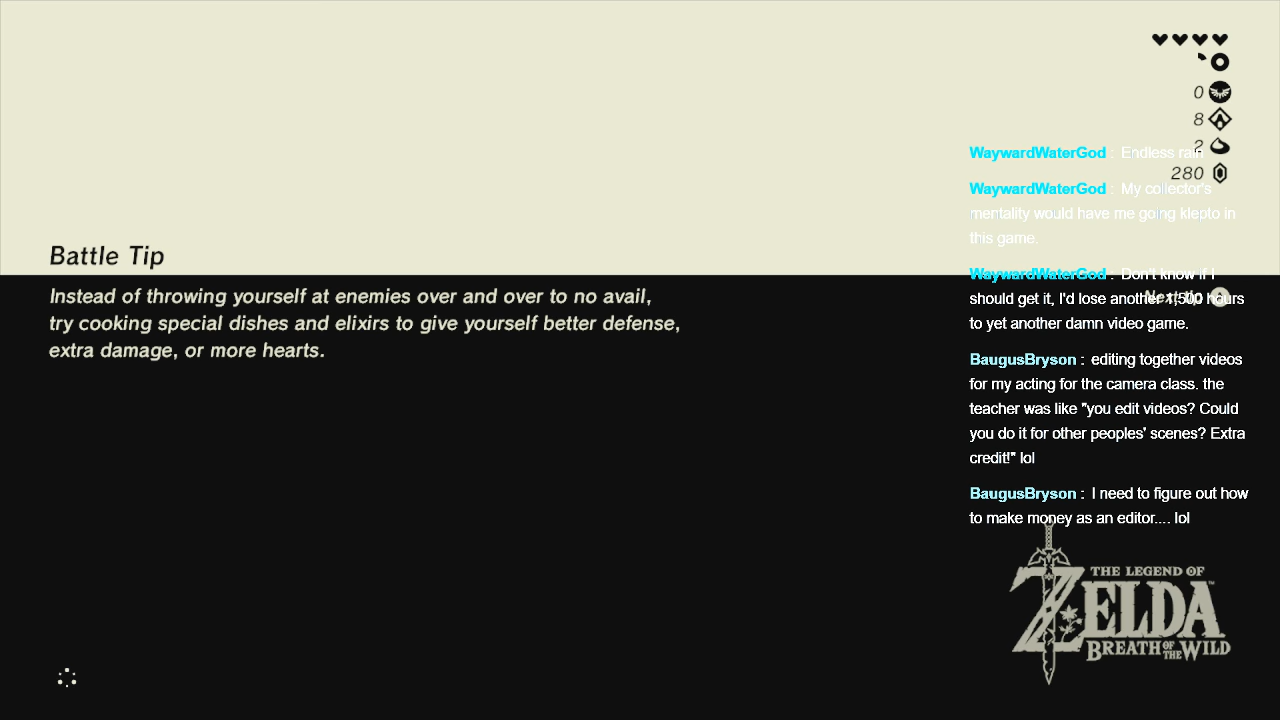 0
8
2
280
Battle Tip
Instead of throwing yourself at enemies over and over to no avail,
try cooking special dishes and elixirs to give yourself better defense,
extra damage, or more hearts.
Next tip
WaywardWaterGod : Endless rain
WaywardWaterGod : My collector's
mentality would have me going klepto in
this game.
WaywardWaterGod : Don't know if I
should get it, I'd lose another 1,500 hours
to yet another damn video game.
BaugusBryson : editing together videos
for my acting for the camera class. the
teacher was like "you edit videos? Could
you do it for other peoples' scenes? Extra
credit!" lol
BaugusBryson : I need to figure out how
to make money as an editor.... lol
THE LEGEND OF
ZELDA
BREATH OF THE WILD